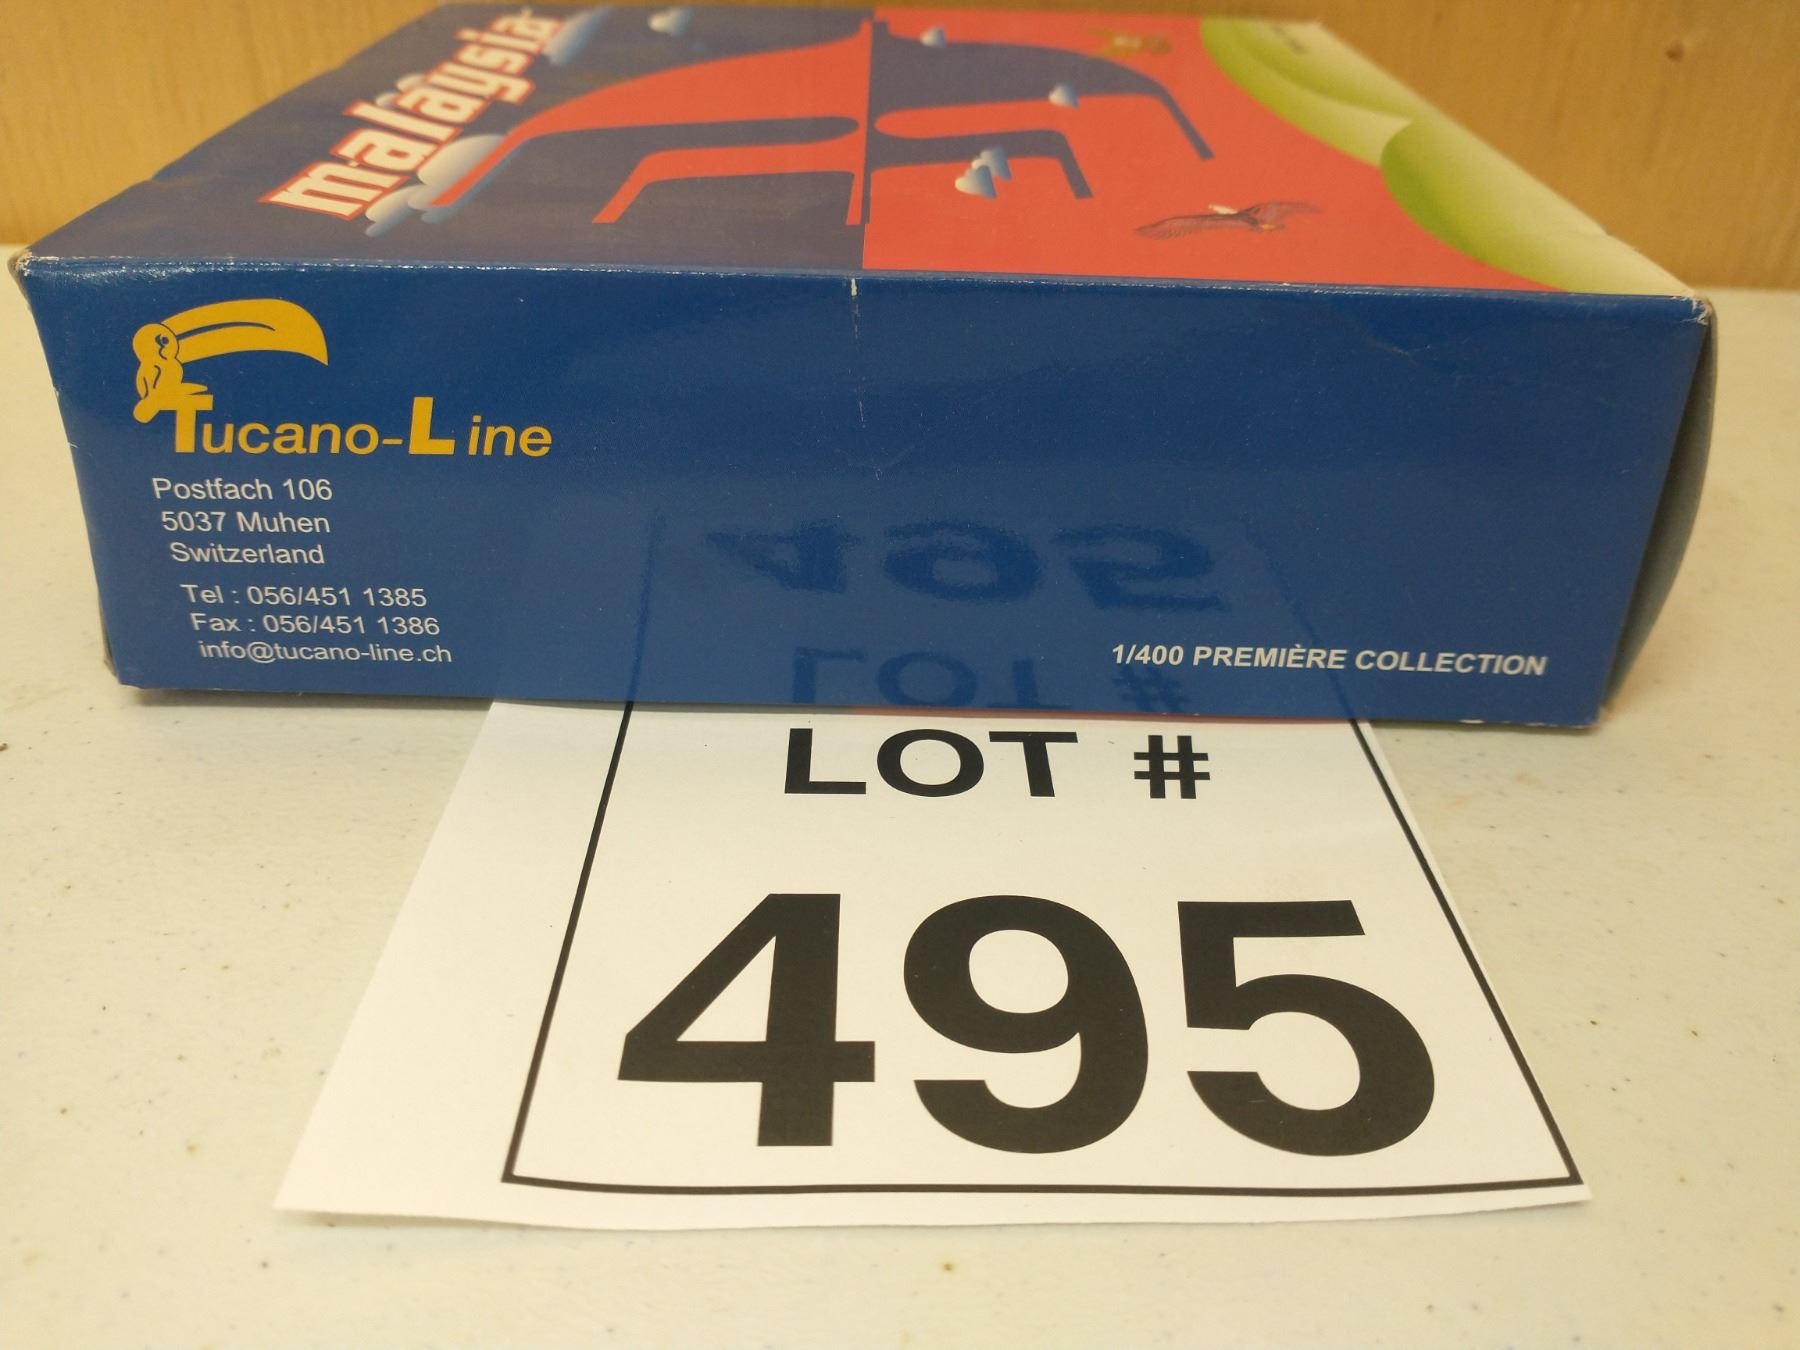 malaysia
Tucano-Line
Postfach 106
5037 Muhen
Switzerland
Tel : 056/451 1385
Fax : 056/451 1386
info@tucano-line.ch
1/400 PREMIÈRE COLLECTION
LOT #
495